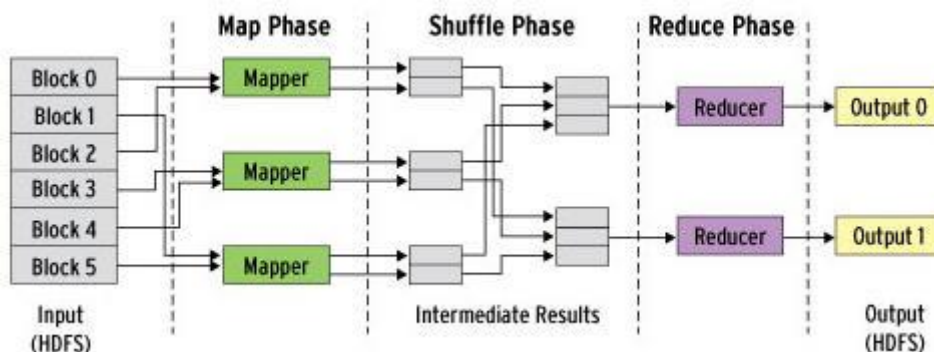 Map Phase
Shuffle Phase
Reduce Phase
Block 0
Block 1
Block 2
Block 3
Block 4
Block 5
Mapper
Mapper
Mapper
Reducer
Reducer
Output 0
Output 1
Input
(HDFS)
Intermediate Results
Output
(HDFS)